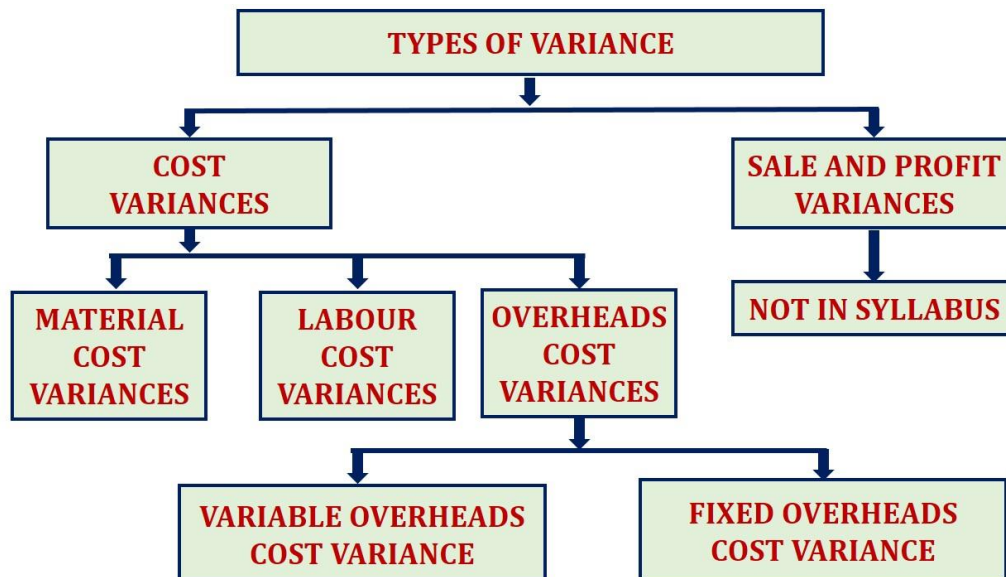 TYPES OF VARIANCE
COST
VARIANCES
SALE AND PROFIT
VARIANCES
MATERIAL
COST
VARIANCES
LABOUR
COST
VARIANCES
OVERHEADS
COST
VARIANCES
NOT IN SYLLABUS
VARIABLE OVERHEADS
COST VARIANCE
FIXED OVERHEADS
COST VARIANCE